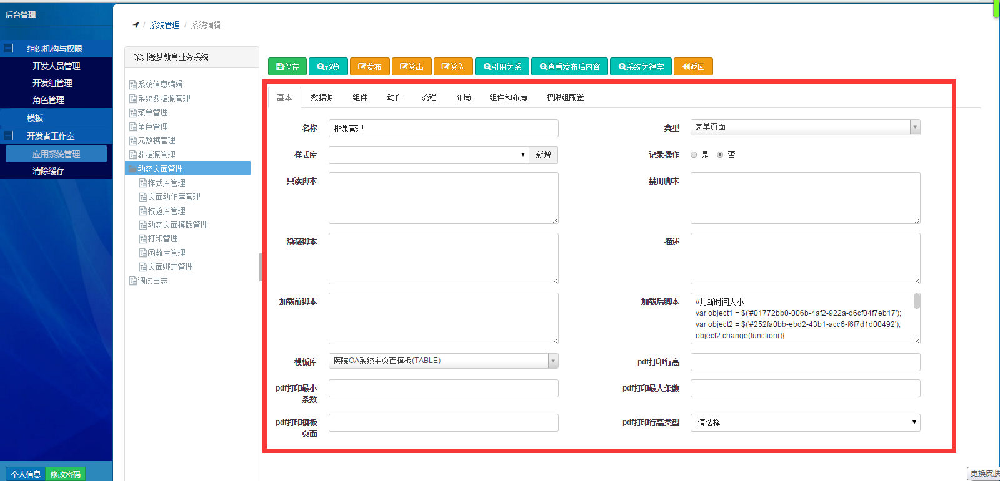 后台管理
组织机构与权限
开发人员管理
开发组管理
角色管理
模板
开发者工作室
应用系统管理
清除缓存
个人信息 修改密码
/ 系统管理 / 系统编辑
深圳缘梦教育业务系统
系统信息编辑
系统数据源管理
菜单管理
角色管理
元数据管理
数据源管理
动态页面管理
样式库管理
页面动作库管理
校验库管理
动态页面模版管理
打印管理
函数库管理
页面绑定管理
调试日志
保存 预览 发布 签出 签入 引用关系 查看发布后内容 系统关键字 返回
基本 数据源 组件 动作 流程 布局 组件和布局 权限组配置
名称 排课管理 类型 表单页面
样式库 新增 记录操作 是 否
只读脚本 禁用脚本
隐藏脚本 描述
加载前脚本 加载后脚本
//判断时间大小
var object1 = $('#01772bb0-006b-4af2-922a-d6cf04f7eb17');
var object2 = $('#252fa0bb-ebd2-43b1-acc6-f6f7d1d00492');
object2.change(function(){
模板库 医院OA系统主页面模板(TABLE) pdf打印行高
pdf打印最小条数 pdf打印最大条数
pdf打印模板页面 pdf打印行高类型 请选择
更换皮肤